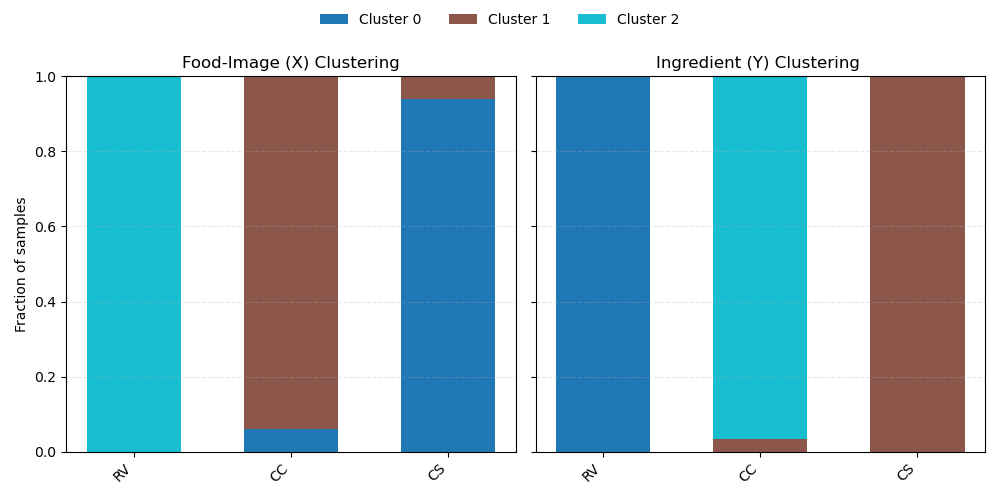 Cluster 0 Cluster 1 Cluster 2
Food-Image (X) Clustering
Ingredient (Y) Clustering
Fraction of samples
1.0
0.8
0.6
0.4
0.2
0.0
RV CC CS
RV CC CS